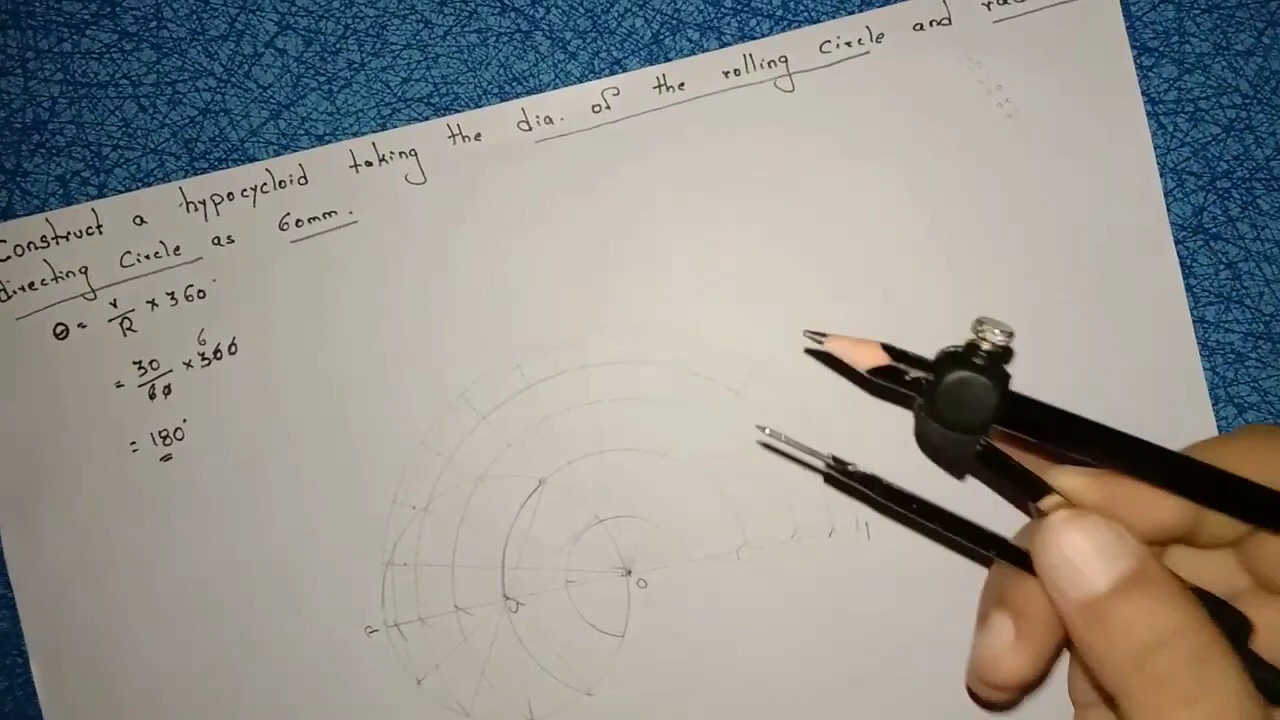 Construct a hypocycloid taking the dia. of the rolling circle and
directing Circle as 60mm.
θ = r/R × 360°
= 30/60 × 360 6
= 180°
O